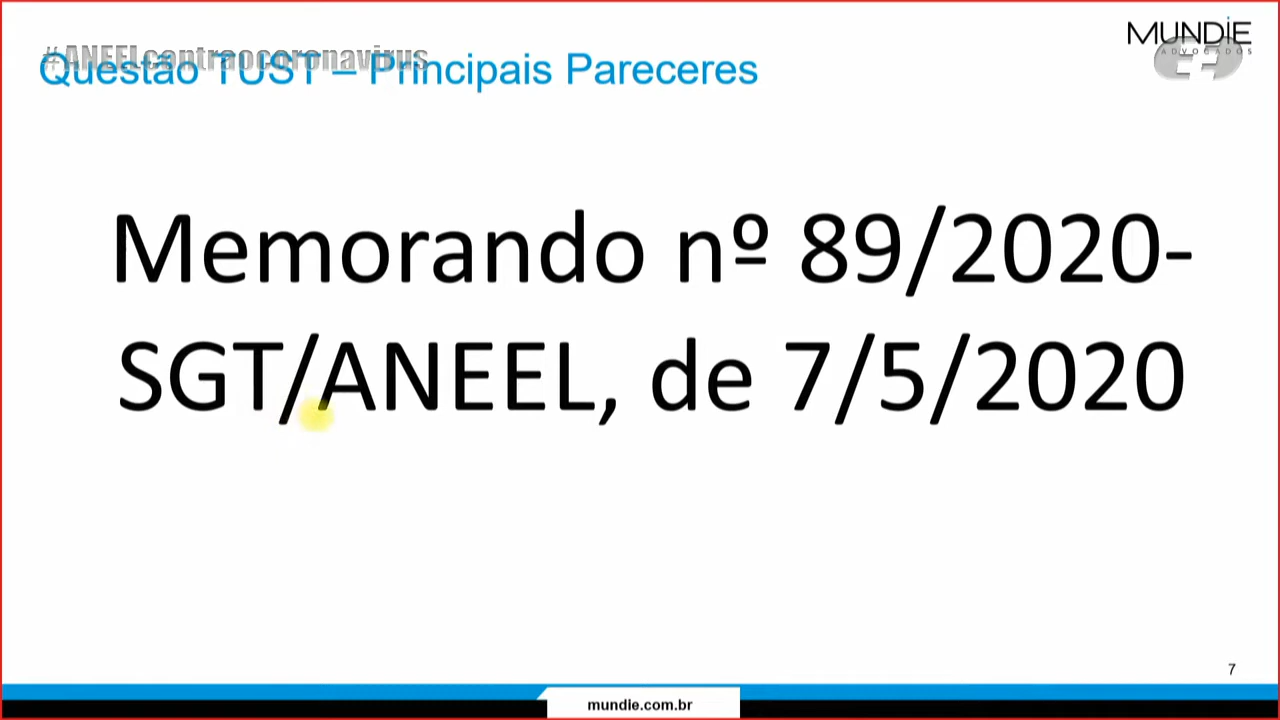 #ANEELcontraocoronavirus
Questão TUST – Principais Pareceres
MUNDIE
ADVOGADOS
Memorando nº 89/2020-
SGT/ANEEL, de 7/5/2020
7
mundie.com.br